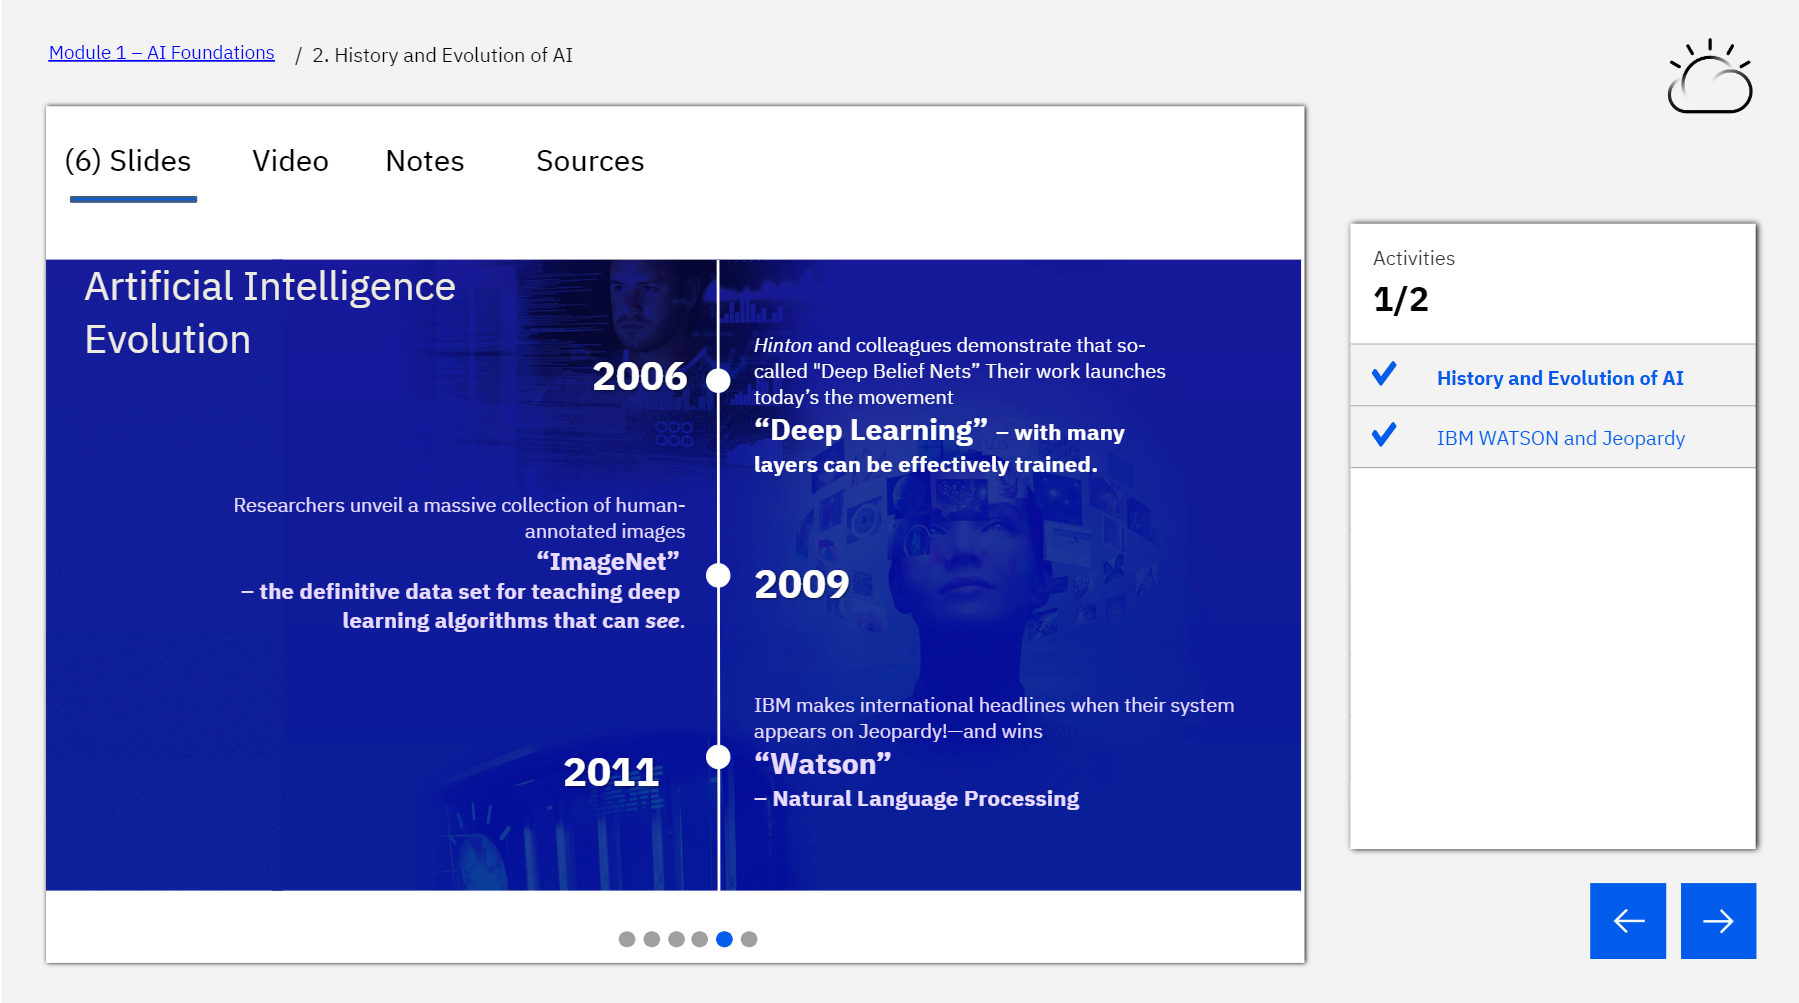 Module 1 – AI Foundations / 2. History and Evolution of AI
(6) Slides Video Notes Sources
Artificial Intelligence
Evolution
2006
Hinton and colleagues demonstrate that so-
called "Deep Belief Nets” Their work launches
today’s the movement
“Deep Learning” – with many
layers can be effectively trained.
Researchers unveil a massive collection of human-
annotated images
“ImageNet”
– the definitive data set for teaching deep
learning algorithms that can see.
2009
2011
IBM makes international headlines when their system
appears on Jeopardy!—and wins
“Watson”
– Natural Language Processing
Activities
1/2
History and Evolution of AI
IBM WATSON and Jeopardy